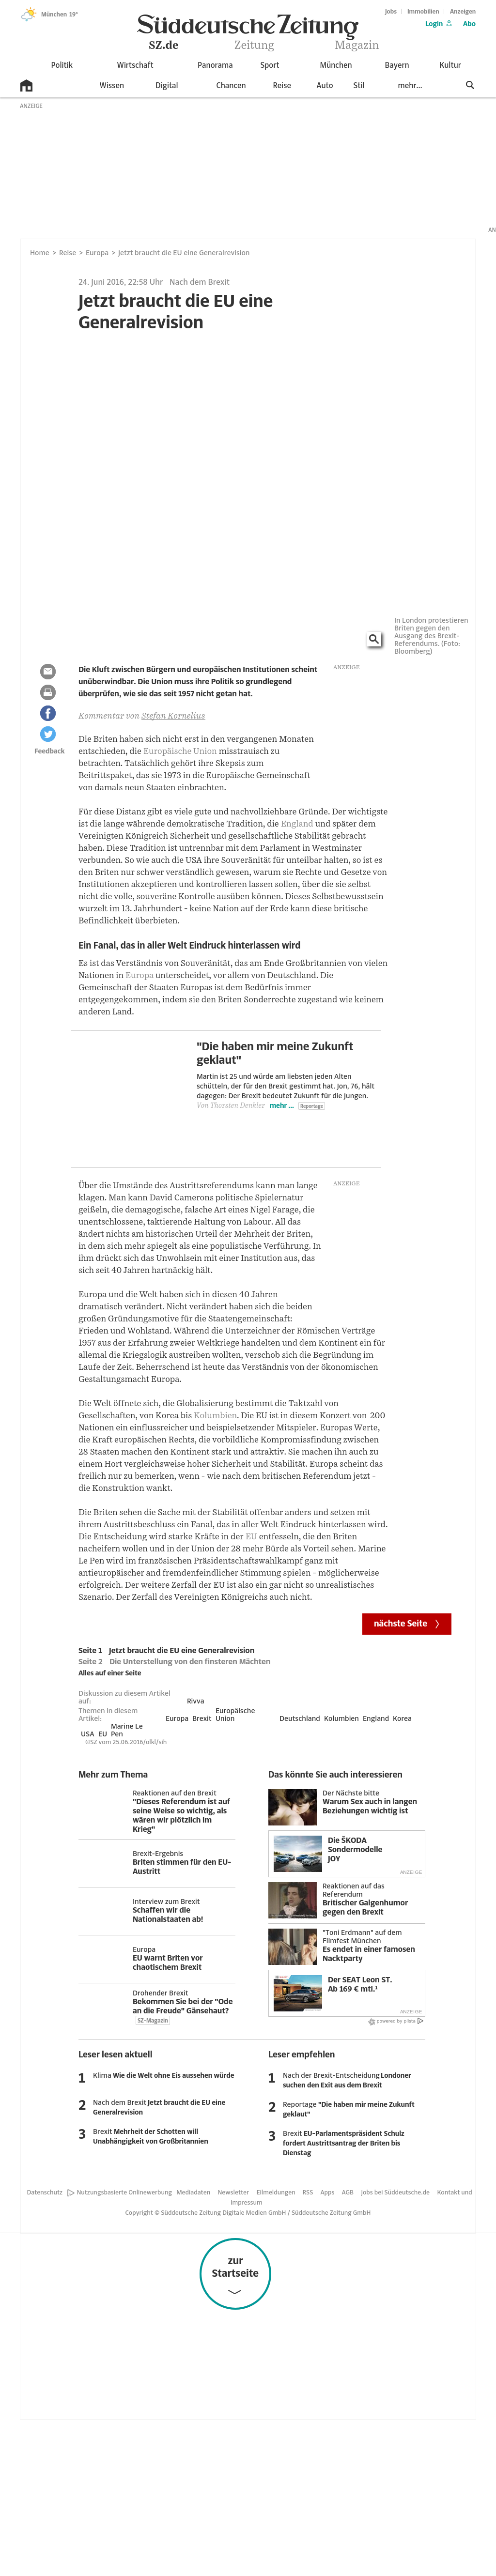 München 19°
Jobs Immobilien Anzeigen
Login Abo
Süddeutsche Zeitung
SZ.de Zeitung Magazin
Politik Wirtschaft Panorama Sport München Bayern Kultur
Wissen Digital Chancen Reise Auto Stil mehr...
ANZEIGE
AN
Home > Reise > Europa > Jetzt braucht die EU eine Generalrevision
24. Juni 2016, 22:58 Uhr Nach dem Brexit
Jetzt braucht die EU eine
Generalrevision
In London protestieren
Briten gegen den
Ausgang des Brexit-
Referendums. (Foto:
Bloomberg)
Feedback
Die Kluft zwischen Bürgern und europäischen Institutionen scheint
unüberwindbar. Die Union muss ihre Politik so grundlegend
überprüfen, wie sie das seit 1957 nicht getan hat.
ANZEIGE
Kommentar von Stefan Kornelius
Die Briten haben sich nicht erst in den vergangenen Monaten
entschieden, die Europäische Union misstrauisch zu
betrachten. Tatsächlich gehört ihre Skepsis zum
Beitrittspaket, das sie 1973 in die Europäische Gemeinschaft
von damals neun Staaten einbrachten.
Für diese Distanz gibt es viele gute und nachvollziehbare Gründe. Der wichtigste
ist die lange währende demokratische Tradition, die England und später dem
Vereinigten Königreich Sicherheit und gesellschaftliche Stabilität gebracht
haben. Diese Tradition ist untrennbar mit dem Parlament in Westminster
verbunden. So wie auch die USA ihre Souveränität für unteilbar halten, so ist es
den Briten nur schwer verständlich gewesen, warum sie Rechte und Gesetze von
Institutionen akzeptieren und kontrollieren lassen sollen, über die sie selbst
nicht die volle, souveräne Kontrolle ausüben können. Dieses Selbstbewusstsein
wurzelt im 13. Jahrhundert - keine Nation auf der Erde kann diese britische
Befindlichkeit überbieten.
Ein Fanal, das in aller Welt Eindruck hinterlassen wird
Es ist das Verständnis von Souveränität, das am Ende Großbritannien von vielen
Nationen in Europa unterscheidet, vor allem von Deutschland. Die
Gemeinschaft der Staaten Europas ist dem Bedürfnis immer
entgegengekommen, indem sie den Briten Sonderrechte zugestand wie keinem
anderen Land.
"Die haben mir meine Zukunft
geklaut"
Martin ist 25 und würde am liebsten jeden Alten
schütteln, der für den Brexit gestimmt hat. Jon, 76, hält
dagegen: Der Brexit bedeutet Zukunft für die Jungen.
Von Thorsten Denkler mehr ... Reportage
Über die Umstände des Austrittsreferendums kann man lange
klagen. Man kann David Camerons politische Spielernatur
geißeln, die demagogische, falsche Art eines Nigel Farage, die
unentschlossene, taktierende Haltung von Labour. All das
ändert nichts am historischen Urteil der Mehrheit der Briten,
in dem sich mehr spiegelt als eine populistische Verführung. In
ihm drückt sich das Unwohlsein mit einer Institution aus, das
sich seit 40 Jahren hartnäckig hält.
ANZEIGE
Europa und die Welt haben sich in diesen 40 Jahren
dramatisch verändert. Nicht verändert haben sich die beiden
großen Gründungsmotive für die Staatengemeinschaft:
Frieden und Wohlstand. Während die Unterzeichner der Römischen Verträge
1957 aus der Erfahrung zweier Weltkriege handelten und dem Kontinent ein für
allemal die Kriegslogik austreiben wollten, verschob sich die Begründung im
Laufe der Zeit. Beherrschend ist heute das Verständnis von der ökonomischen
Gestaltungsmacht Europa.
Die Welt öffnete sich, die Globalisierung bestimmt die Taktzahl von
Gesellschaften, von Korea bis Kolumbien. Die EU ist in diesem Konzert von 200
Nationen ein einflussreicher und beispielsetzender Mitspieler. Europas Werte,
die Kraft europäischen Rechts, die vorbildliche Kompromissfindung zwischen
28 Staaten machen den Kontinent stark und attraktiv. Sie machen ihn auch zu
einem Hort vergleichsweise hoher Sicherheit und Stabilität. Europa scheint das
freilich nur zu bemerken, wenn - wie nach dem britischen Referendum jetzt -
die Konstruktion wankt.
Die Briten sehen die Sache mit der Stabilität offenbar anders und setzen mit
ihrem Austrittsbeschluss ein Fanal, das in aller Welt Eindruck hinterlassen wird.
Die Entscheidung wird starke Kräfte in der EU entfesseln, die den Briten
nacheifern wollen und in der Union der 28 mehr Bürde als Vorteil sehen. Marine
Le Pen wird im französischen Präsidentschaftswahlkampf ganz mit
antieuropäischer und fremdenfeindlicher Stimmung spielen - möglicherweise
erfolgreich. Der weitere Zerfall der EU ist also ein gar nicht so unrealistisches
Szenario. Der Zerfall des Vereinigten Königreichs auch nicht.
nächste Seite
Seite 1 Jetzt braucht die EU eine Generalrevision
Seite 2 Die Unterstellung von den finsteren Mächten
Alles auf einer Seite
Diskussion zu diesem Artikel
auf: Rivva
Themen in diesem
Artikel: Europa Brexit Europäische
Union Deutschland Kolumbien England Korea
USA EU Marine Le
Pen
©SZ vom 25.06.2016/olkl/sih
Mehr zum Thema
Reaktionen auf den Brexit
"Dieses Referendum ist auf
seine Weise so wichtig, als
wären wir plötzlich im
Krieg"
Brexit-Ergebnis
Briten stimmen für den EU-
Austritt
Interview zum Brexit
Schaffen wir die
Nationalstaaten ab!
Europa
EU warnt Briten vor
chaotischem Brexit
Drohender Brexit
Bekommen Sie bei der "Ode
an die Freude" Gänsehaut?
SZ-Magazin
Das könnte Sie auch interessieren
Der Nächste bitte
Warum Sex auch in langen
Beziehungen wichtig ist
Die ŠKODA
Sondermodelle
JOY
ANZEIGE
Reaktionen auf das
Referendum
Britischer Galgenhumor
gegen den Brexit
"Toni Erdmann" auf dem
Filmfest München
Es endet in einer famosen
Nacktparty
Der SEAT Leon ST.
Ab 169 € mtl.¹
ANZEIGE
powered by plista
Leser lesen aktuell
1 Klima Wie die Welt ohne Eis aussehen würde
2 Nach dem Brexit Jetzt braucht die EU eine
Generalrevision
3 Brexit Mehrheit der Schotten will
Unabhängigkeit von Großbritannien
Leser empfehlen
1 Nach der Brexit-Entscheidung Londoner
suchen den Exit aus dem Brexit
2 Reportage "Die haben mir meine Zukunft
geklaut"
3 Brexit EU-Parlamentspräsident Schulz
fordert Austrittsantrag der Briten bis
Dienstag
Datenschutz Nutzungsbasierte Onlinewerbung Mediadaten Newsletter Eilmeldungen RSS Apps AGB Jobs bei Süddeutsche.de Kontakt und
Impressum
Copyright © Süddeutsche Zeitung Digitale Medien GmbH / Süddeutsche Zeitung GmbH
zur
Startseite